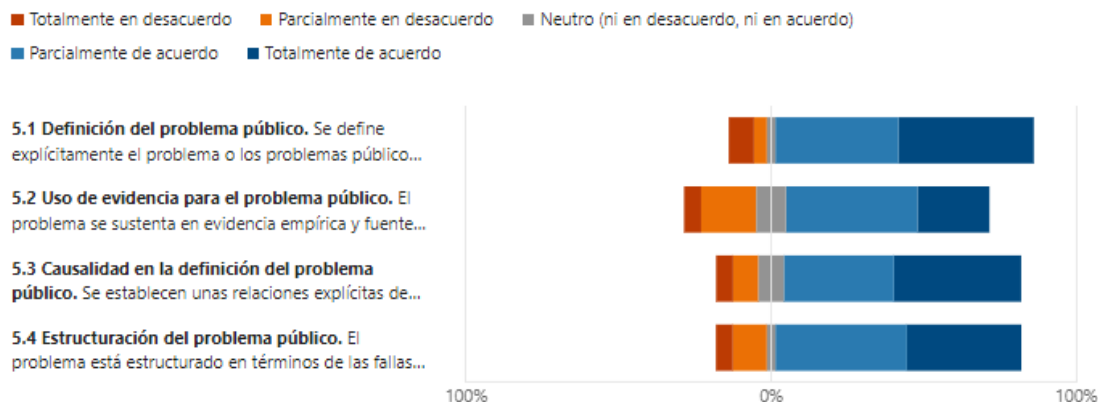 Totalmente en desacuerdo Parcialmente en desacuerdo Neutro (ni en desacuerdo, ni en acuerdo)
Parcialmente de acuerdo Totalmente de acuerdo
5.1 Definición del problema público. Se define
explícitamente el problema o los problemas público...
5.2 Uso de evidencia para el problema público. El
problema se sustenta en evidencia empírica y fuente...
5.3 Causalidad en la definición del problema
público. Se establecen unas relaciones explícitas de...
5.4 Estructuración del problema público. El
problema está estructurado en términos de las fallas...
100% 0% 100%